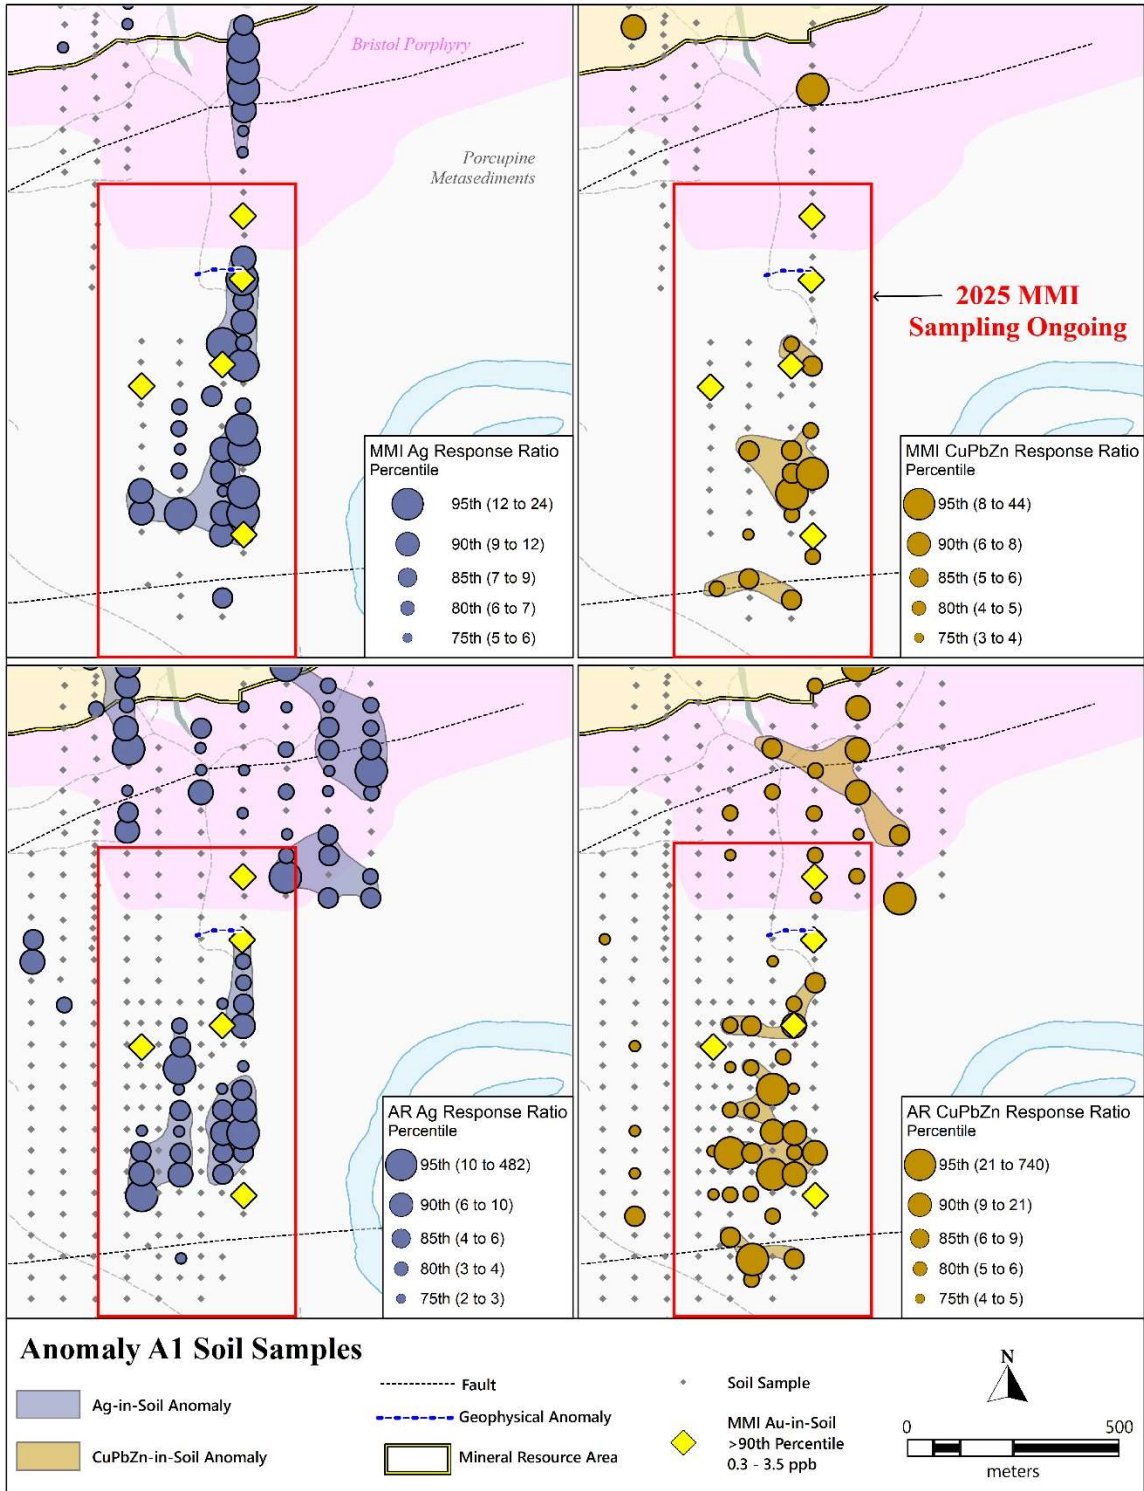 Bristol Porphyry
Porcupine
Metasediments
2025 MMI
Sampling Ongoing
MMI Ag Response Ratio
Percentile
95th (12 to 24)
90th (9 to 12)
85th (7 to 9)
80th (6 to 7)
75th (5 to 6)
MMI CuPbZn Response Ratio
Percentile
95th (8 to 44)
90th (6 to 8)
85th (5 to 6)
80th (4 to 5)
75th (3 to 4)
AR Ag Response Ratio
Percentile
95th (10 to 482)
90th (6 to 10)
85th (4 to 6)
80th (3 to 4)
75th (2 to 3)
AR CuPbZn Response Ratio
Percentile
95th (21 to 740)
90th (9 to 21)
85th (6 to 9)
80th (5 to 6)
75th (4 to 5)
Anomaly A1 Soil Samples
Ag-in-Soil Anomaly
CuPbZn-in-Soil Anomaly
Fault
Geophysical Anomaly
Mineral Resource Area
Soil Sample
MMI Au-in-Soil
>90th Percentile
0.3 - 3.5 ppb
N
0 500
meters